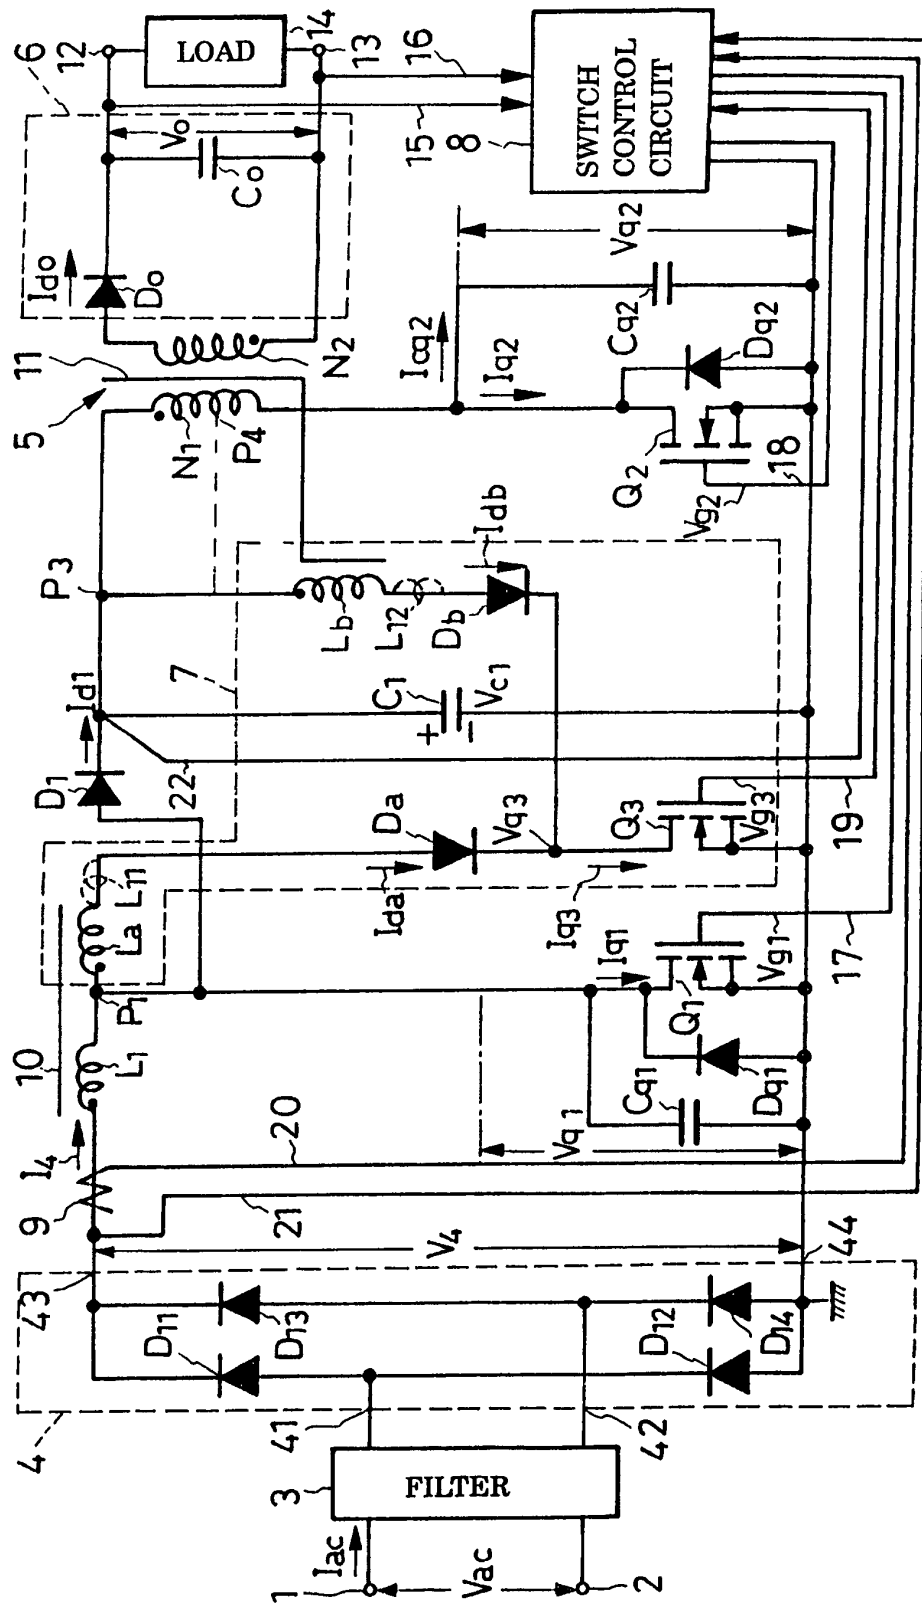 1
2
Iac
Vac
3
FILTER
41
42
4
D11
D13
D12
D14
43
44
V4
21
20
9
I4
10
L1
P1
La
L11
Vq1
Cq1
Dq1
Q1
Iq1
Vg1
17
D1
Id1
22
7
Da
Ida
Vq3
Iq3
Q3
Vg3
19
C1
+
−
Vc1
P3
Lb
L12
Db
Idb
5
11
N1
P4
N2
Q2
Vg2
18
Iq2
Icq2
Dq2
Cq2
Vq2
Ido
Do
Co
Vo
6
12
LOAD
14
13
15
16
8
SWITCH
CONTROL
CIRCUIT